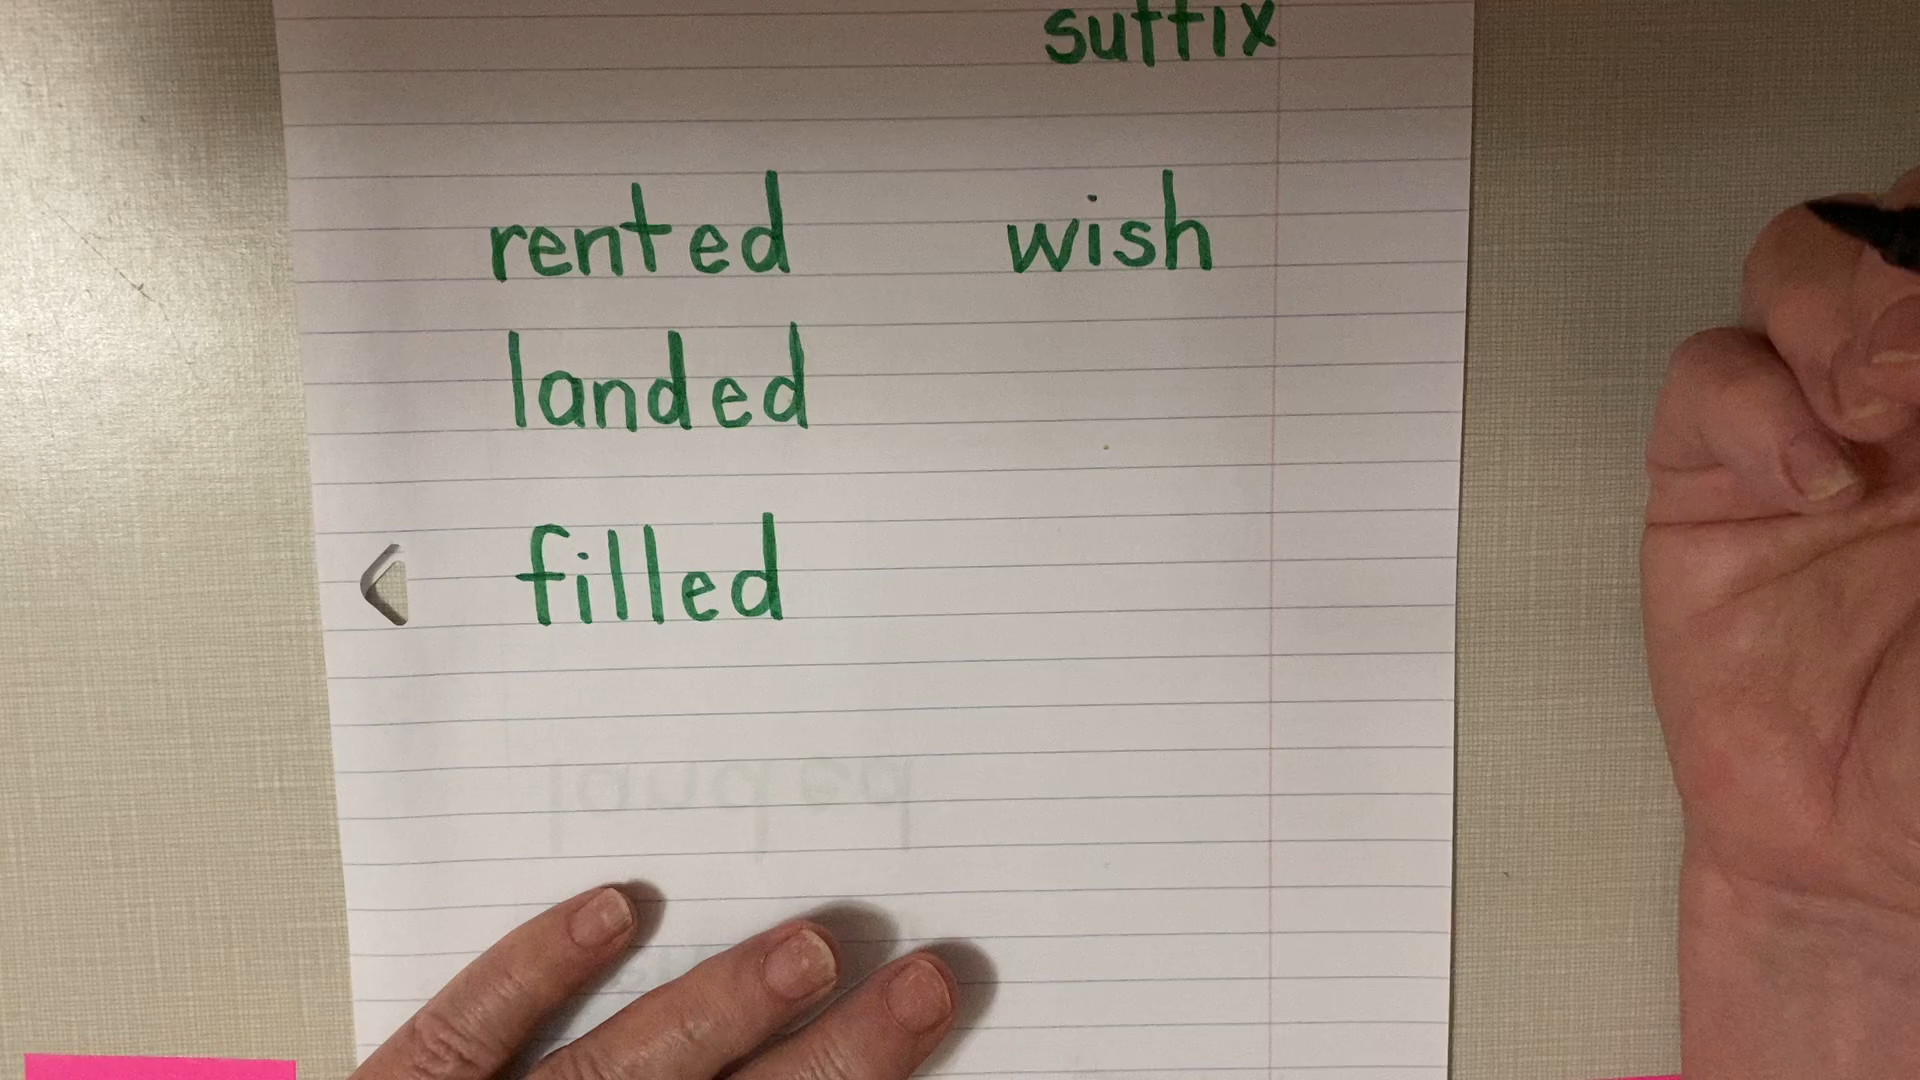 suffix
rented wish
landed
filled